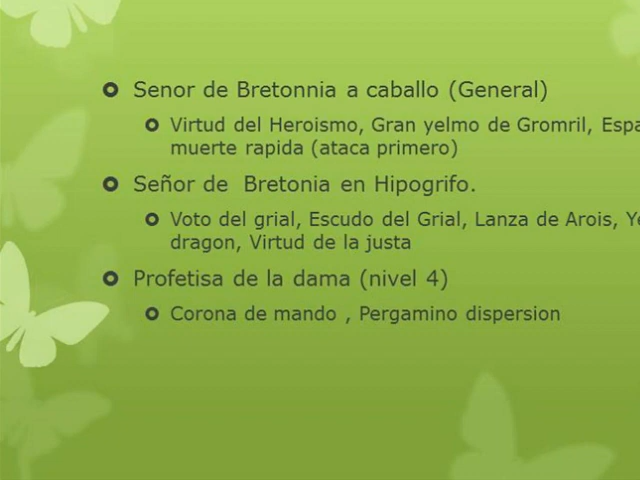 Senor de Bretonnia a caballo (General)
Virtud del Heroismo, Gran yelmo de Gromril,
muerte rapida (ataca primero)
Señor de Bretonia en Hipogrifo.
Voto del grial, Escudo del Grial, Lanza de Arois,
dragon, Virtud de la justa
Profetisa de la dama (nivel 4)
Corona de mando , Pergamino dispersion